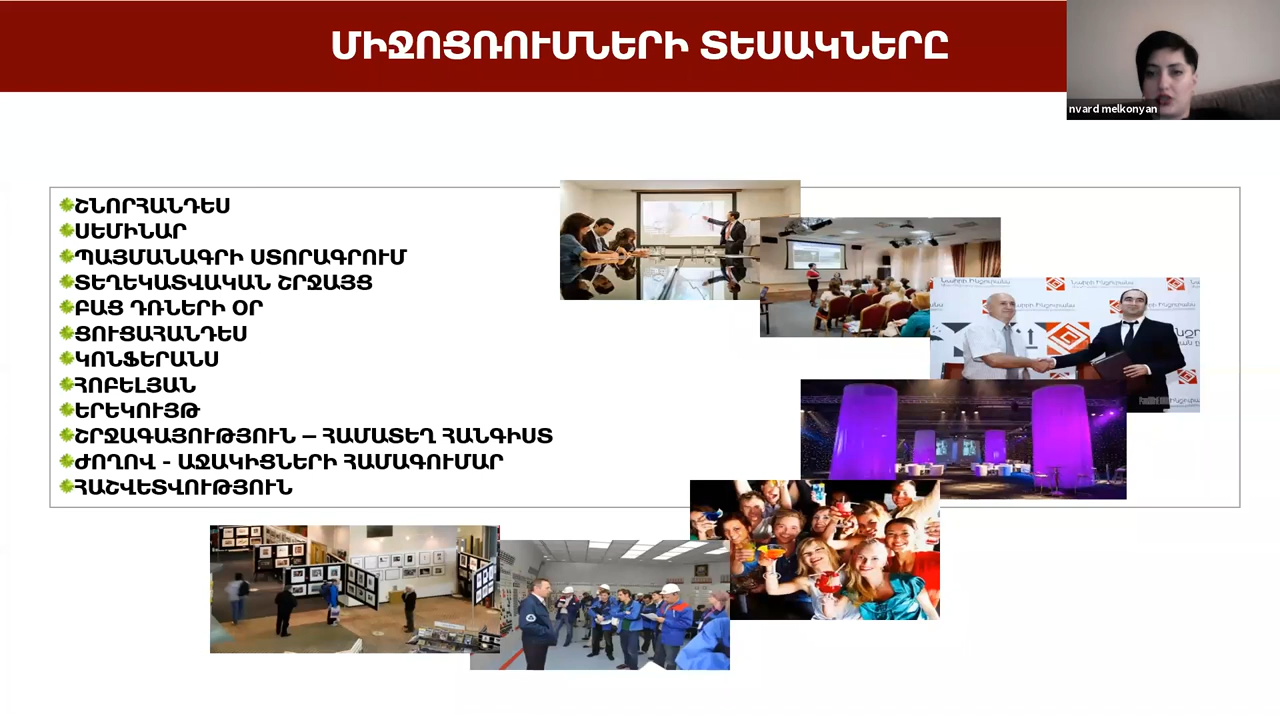 ՄԻՋՈՑՌՈՒՄՆԵՐԻ ՏԵՍԱԿՆԵՐԸ
nvard melkonyan
ՇՆՈՐՀԱՆԴԵՍ
ՍԵՄԻՆԱՐ
ՊԱՅՄԱՆԱԳՐԻ ՍՏՈՐԱԳՐՈՒՄ
ՏԵՂԵԿԱՏՎԱԿԱՆ ՇՐՋԱՅՑ
ԲԱՑ ԴՌՆԵՐԻ ՕՐ
ՑՈՒՑԱՀԱՆԴԵՍ
ԿՈՆՖԵՐԱՆՍ
ՀՈԲԵԼՅԱՆ
ԵՐԵԿՈՒՅԹ
ՇՐՋԱԳԱՅՈՒԹՅՈՒՆ – ՀԱՄԱՏԵՂ ՀԱՆԳԻՍՏ
ԺՈՂՈՎ - ԱՋԱԿԻՑՆԵՐԻ ՀԱՄԱԳՈՒՄԱՐ
ՀԱՇՎԵՏՎՈՒԹՅՈՒՆ